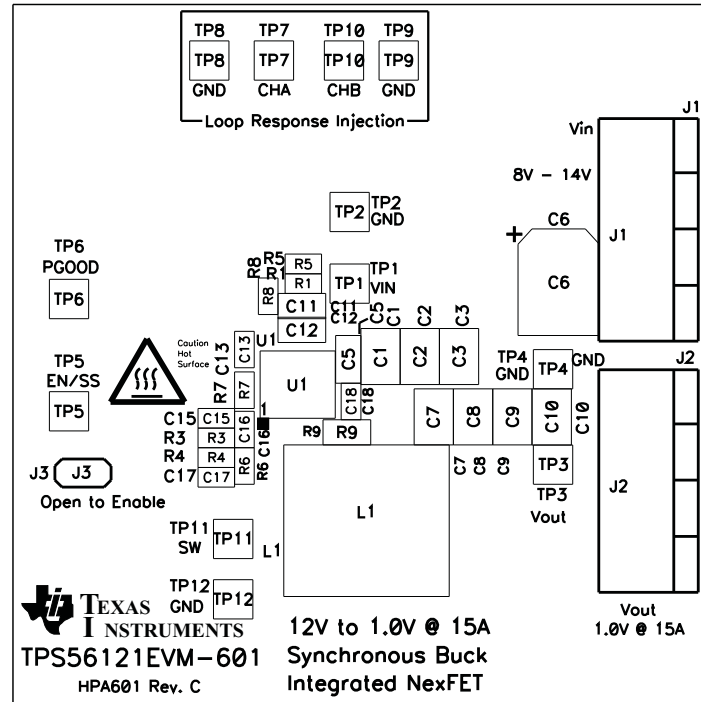 TP8 TP7 TP10 TP9
TP8 TP7 TP10 TP9
GND CHA CHB GND
Loop Response Injection
J1
Vin
8V - 14V
C6
+
J1
C6
TP2
TP2
GND
TP6
PGOOD
TP6
R5
R5
R8
R1
R1
R8
TP1
TP1
VIN
C11
C11
C12
C12
C5
C1
C2
C3
Caution
Hot
Surface
C13
C13
U1
U1
C5
C1
C2
C3
TP4
GND
TP4
GND
J2
TP5
EN/SS
TP5
R7
R7
1
C18
C18
C15
C15
C16
C16
R3
R3
R9
R9
C7
C8
C9
C10
C10
R4
R4
R6
R6
C17
C17
C7
C8
C9
TP3
TP3
Vout
J3
J3
Open to Enable
L1
L1
J2
TP11
SW
TP11
TP12
GND
TP12
TEXAS
INSTRUMENTS
TPS56121EVM-601
HPA601 Rev. C
12V to 1.0V @ 15A
Synchronous Buck
Integrated NexFET
Vout
1.0V @ 15A